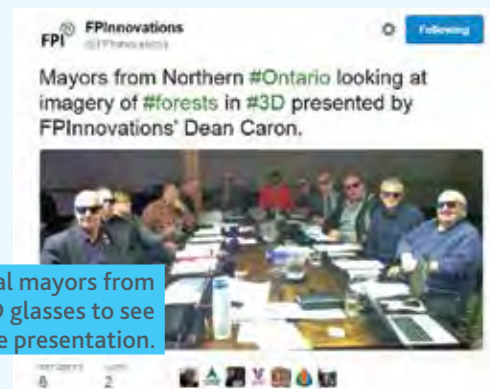 FPInnovations
FPI
Following
Mayors from Northern #Ontario looking at
imagery of #forests in #3D presented by
FPInnovations' Dean Caron.
al mayors from
D glasses to see
e presentation.
6 2